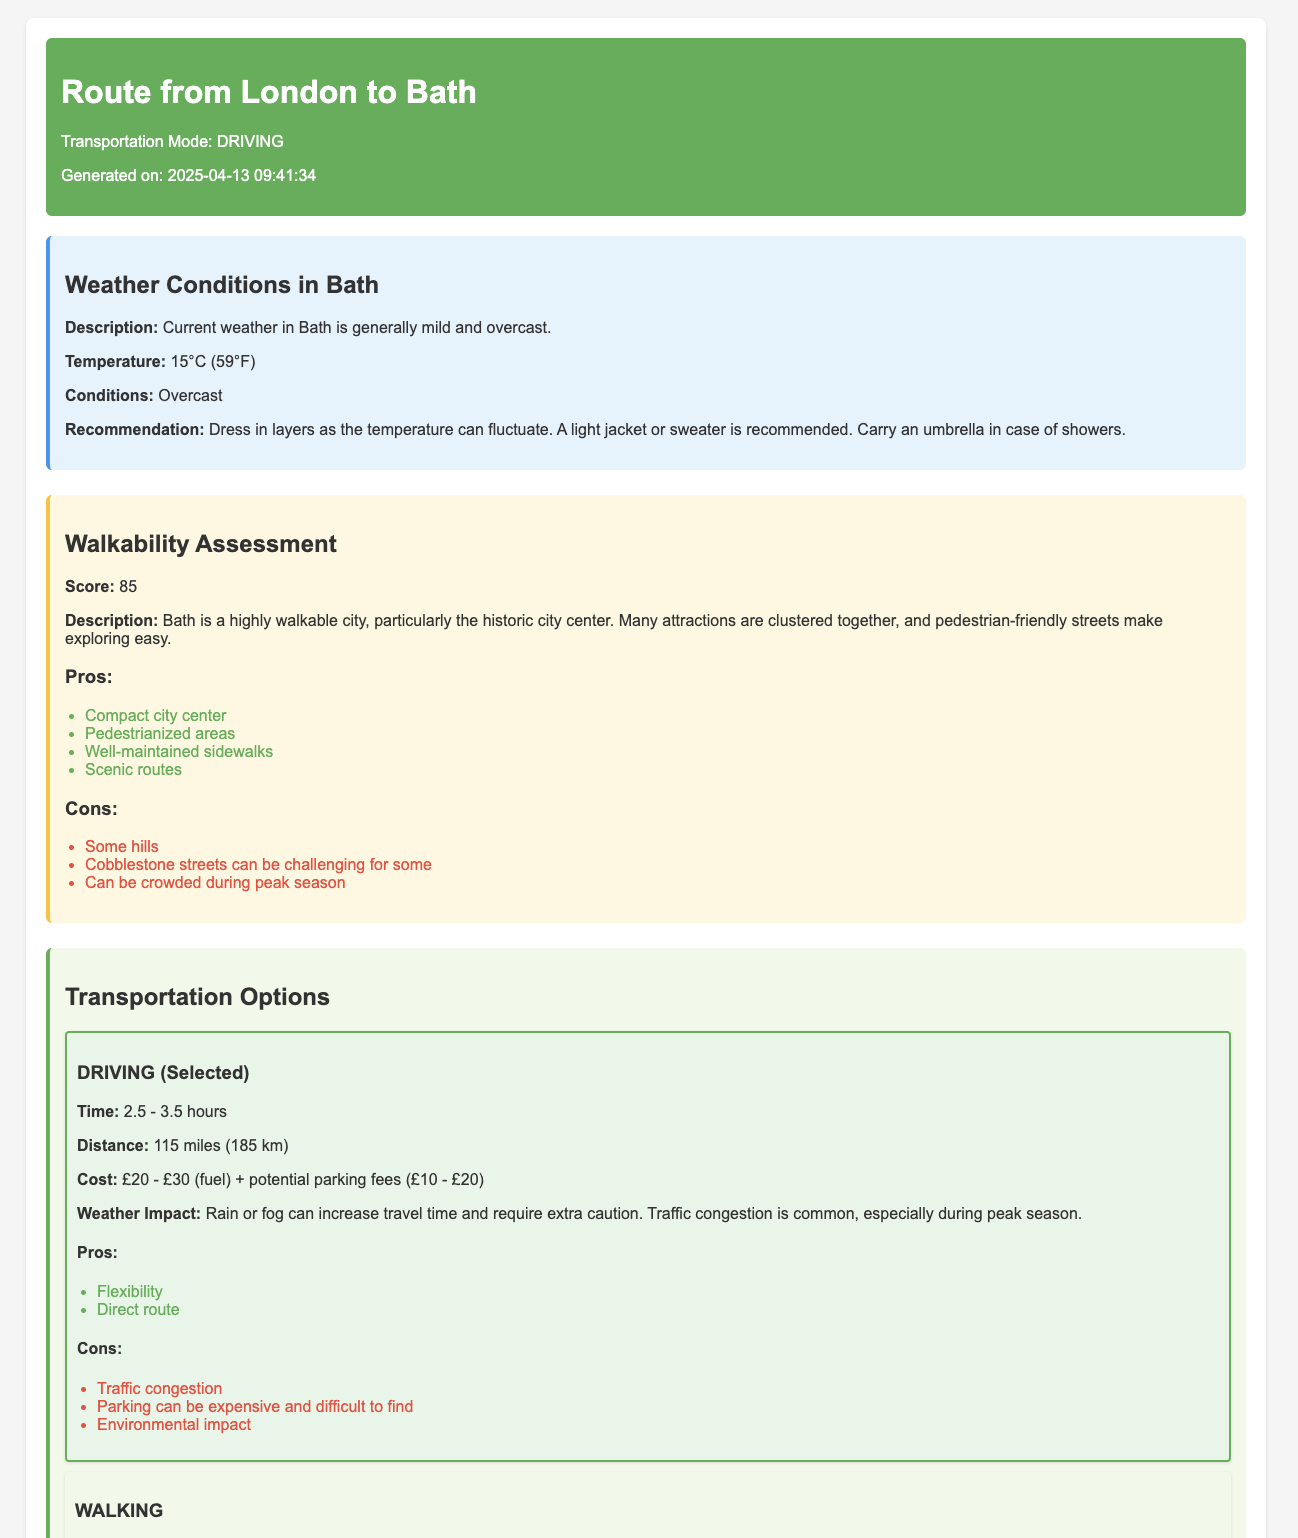 Route from London to Bath
Transportation Mode: DRIVING
Generated on: 2025-04-13 09:41:34
Weather Conditions in Bath
Description: Current weather in Bath is generally mild and overcast.
Temperature: 15°C (59°F)
Conditions: Overcast
Recommendation: Dress in layers as the temperature can fluctuate. A light jacket or sweater is recommended. Carry an umbrella in case of showers.
Walkability Assessment
Score: 85
Description: Bath is a highly walkable city, particularly the historic city center. Many attractions are clustered together, and pedestrian-friendly streets make
exploring easy.
Pros:
• Compact city center
• Pedestrianized areas
• Well-maintained sidewalks
• Scenic routes
Cons:
• Some hills
• Cobblestone streets can be challenging for some
• Can be crowded during peak season
Transportation Options
DRIVING (Selected)
Time: 2.5 - 3.5 hours
Distance: 115 miles (185 km)
Cost: £20 - £30 (fuel) + potential parking fees (£10 - £20)
Weather Impact: Rain or fog can increase travel time and require extra caution. Traffic congestion is common, especially during peak season.
Pros:
• Flexibility
• Direct route
Cons:
• Traffic congestion
• Parking can be expensive and difficult to find
• Environmental impact
WALKING